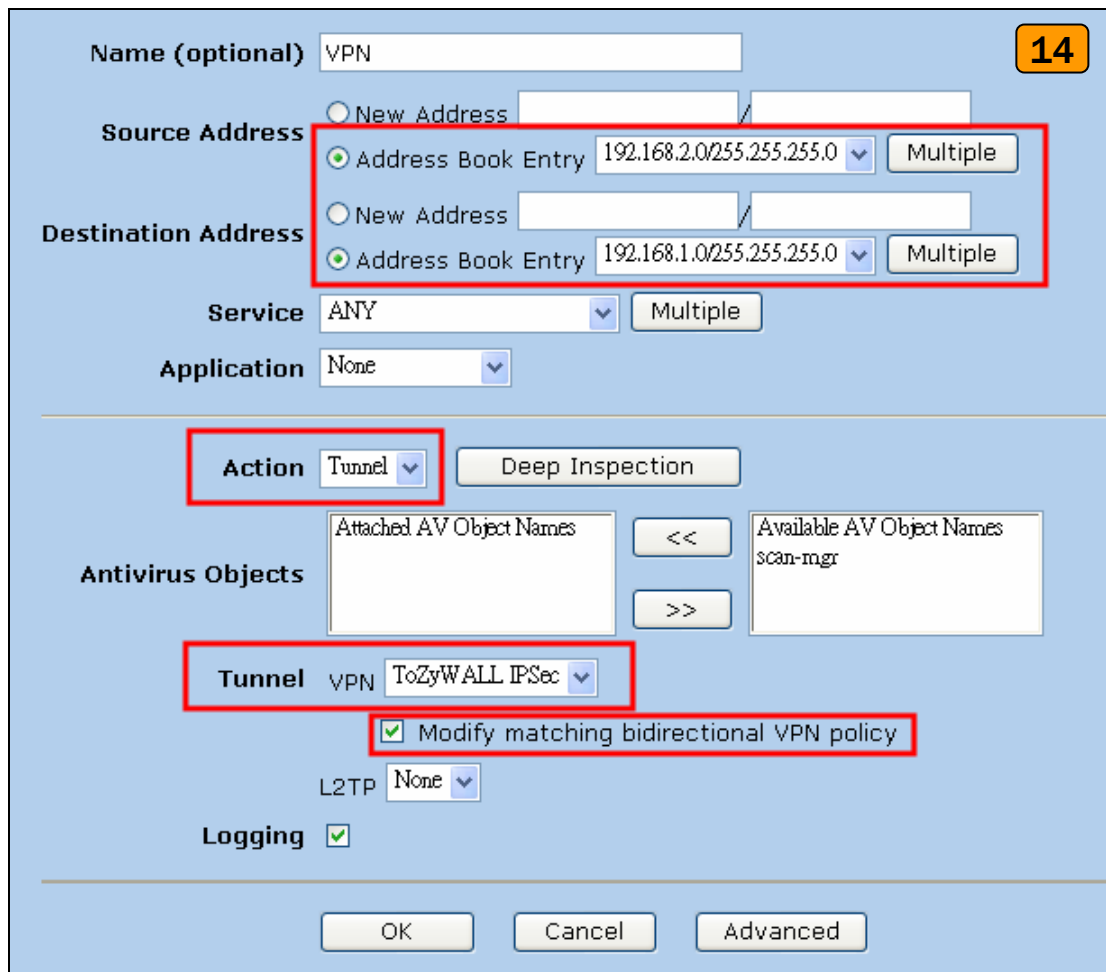 Name (optional) VPN
14
Source Address
New Address /
Address Book Entry 192.168.2.0/255.255.255.0 Multiple
Destination Address
New Address /
Address Book Entry 192.168.1.0/255.255.255.0 Multiple
Service ANY Multiple
Application None
Action Tunnel Deep Inspection
Antivirus Objects
Attached AV Object Names
<<
>>
Available AV Object Names
scan-mgr
Tunnel VPN ToZyWALL IPSec
Modify matching bidirectional VPN policy
L2TP None
Logging
OK Cancel Advanced